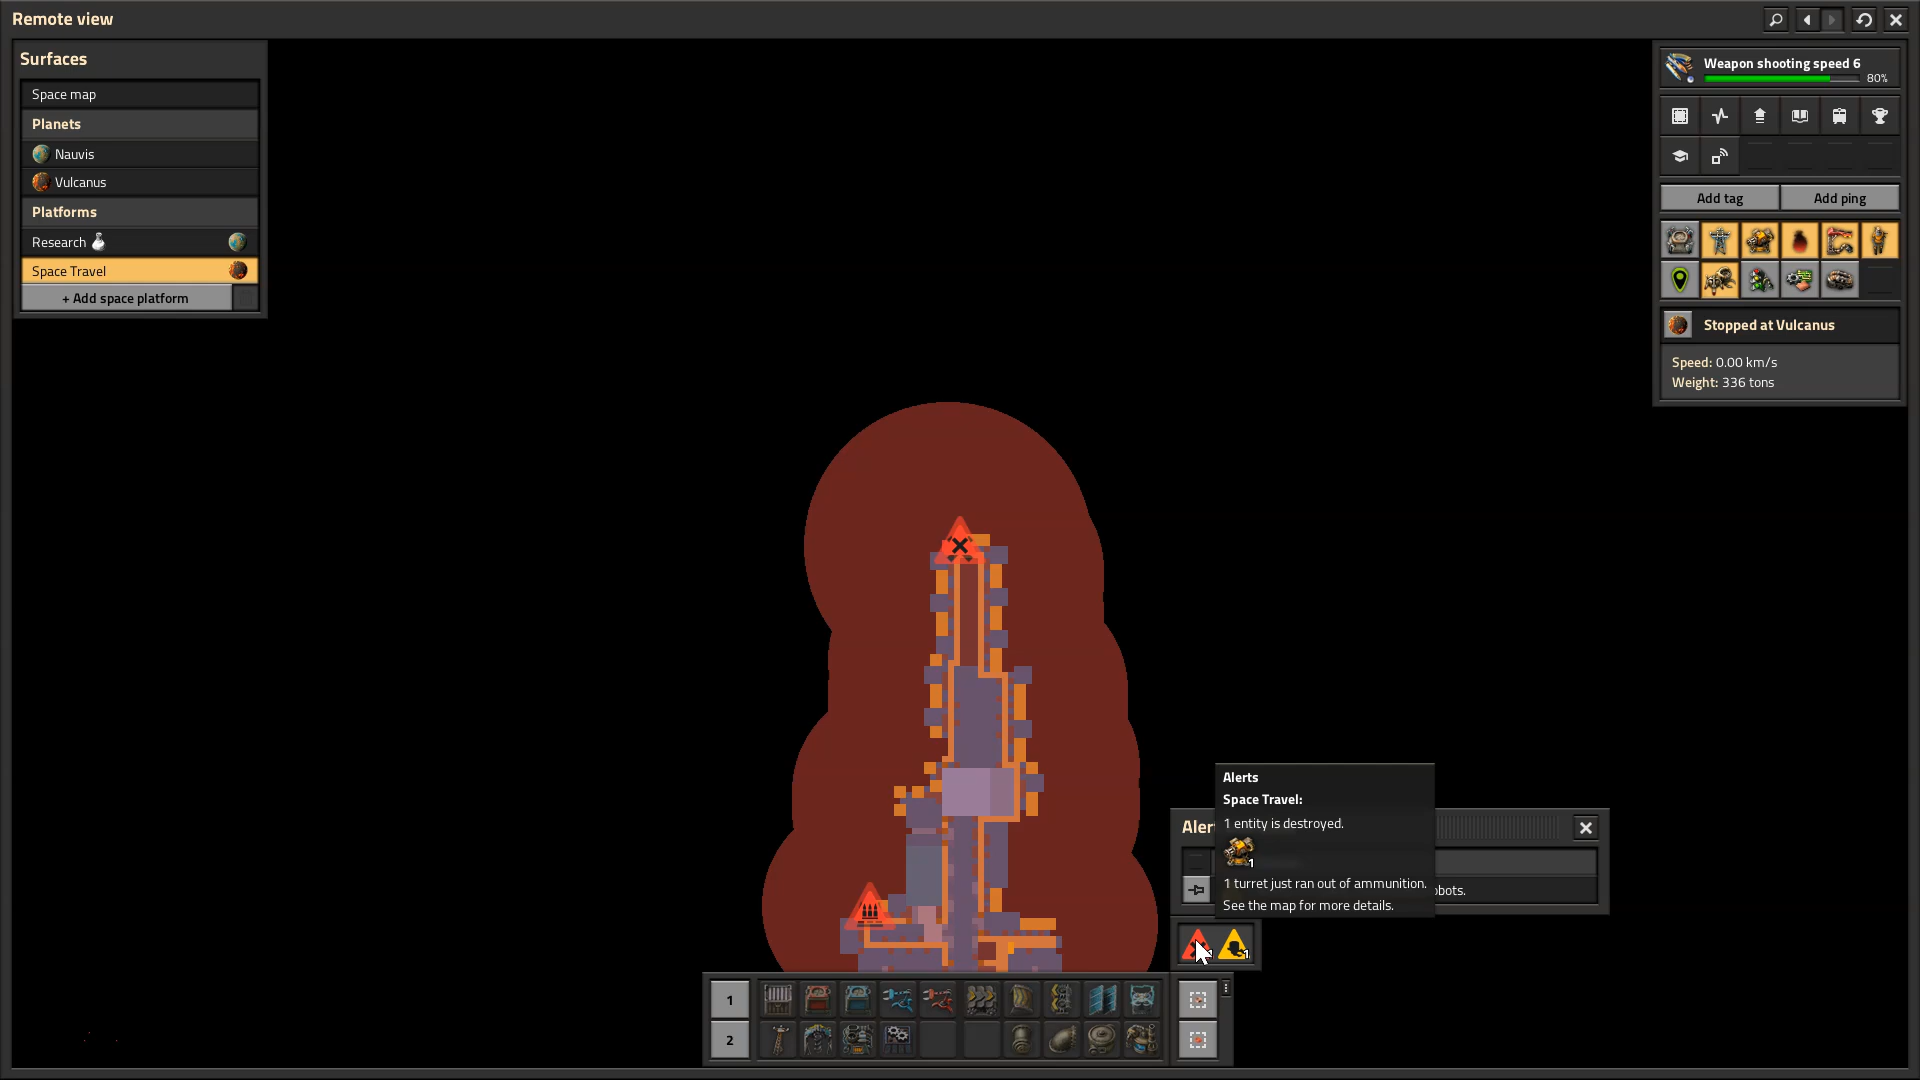 Remote view
Surfaces
Space map
Planets
Nauvis
Vulcanus
Platforms
Research
Space Travel
+ Add space platform
Weapon shooting speed 6
80%
Add tag
Add ping
Stopped at Vulcanus
Speed: 0.00 km/s
Weight: 336 tons
Alerts
Space Travel:
1 entity is destroyed.
1
1 turret just ran out of ammunition.
See the map for more details.
1
1
2